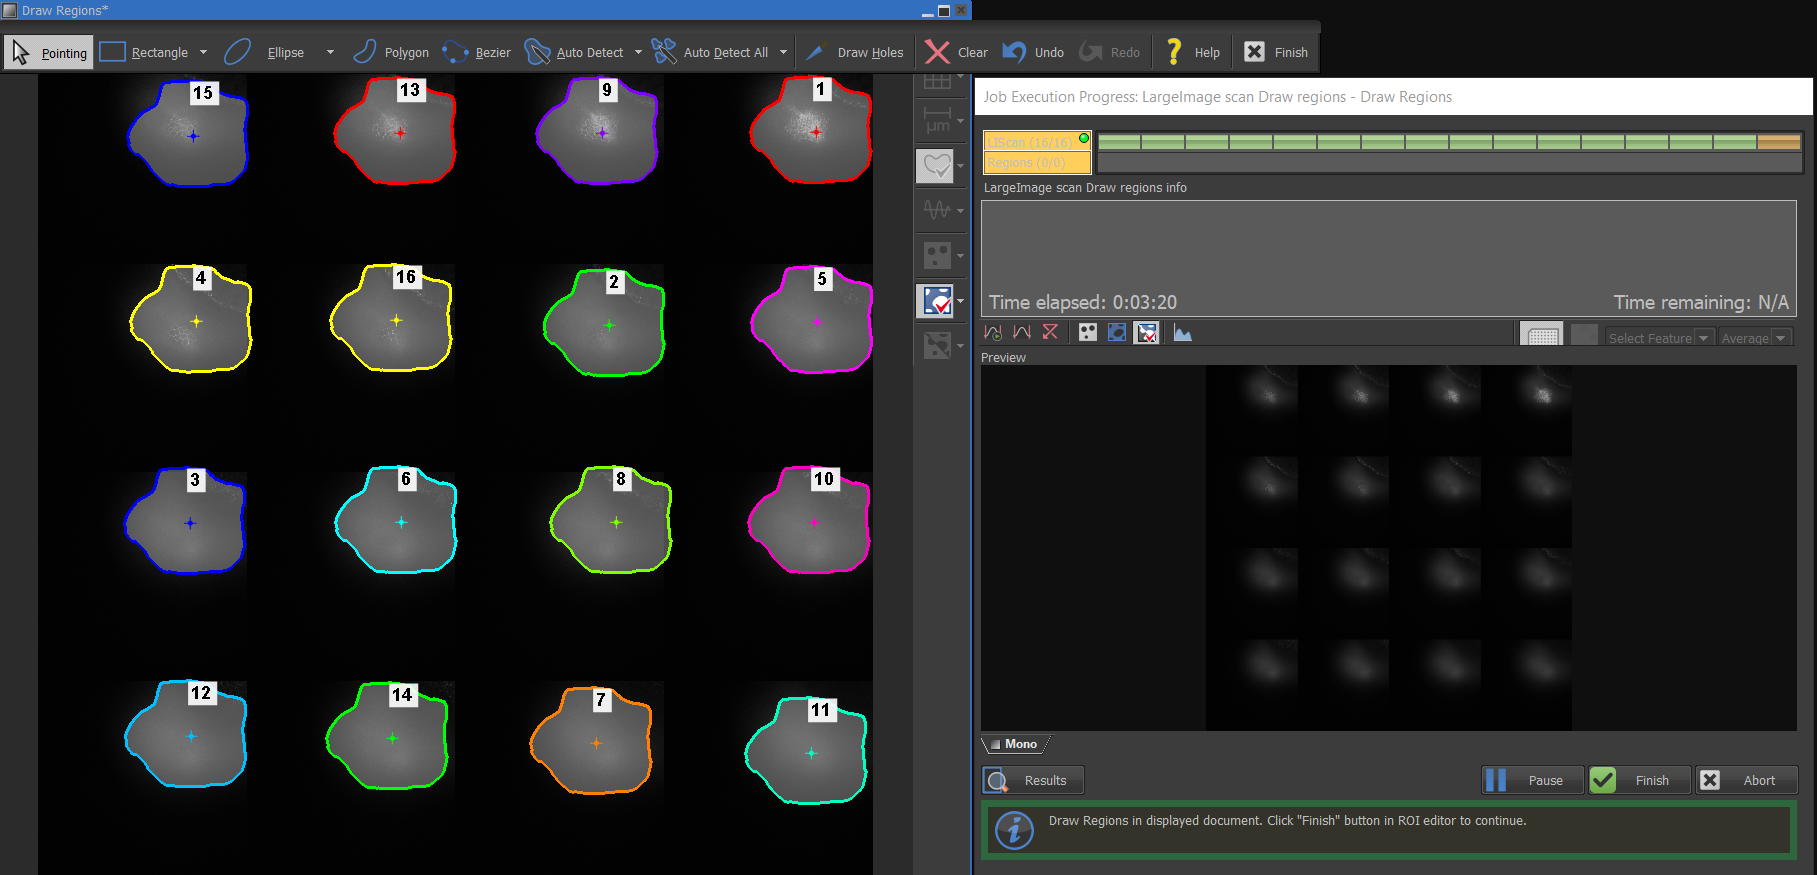 Draw Regions*
Pointing Rectangle Ellipse Polygon Bezier Auto Detect Auto Detect All Draw Holes Clear Undo Redo Help Finish
15 13 9 1
4 16 2 5
3 6 8 10
12 14 7 11
µm
Job Execution Progress: LargeImage scan Draw regions - Draw Regions
LIScan (16/16)
Regions (0/0)
LargeImage scan Draw regions info
Time elapsed: 0:03:20 Time remaining: N/A
Select Feature Average
Preview
Mono
Results Pause Finish Abort
Draw Regions in displayed document. Click "Finish" button in ROI editor to continue.